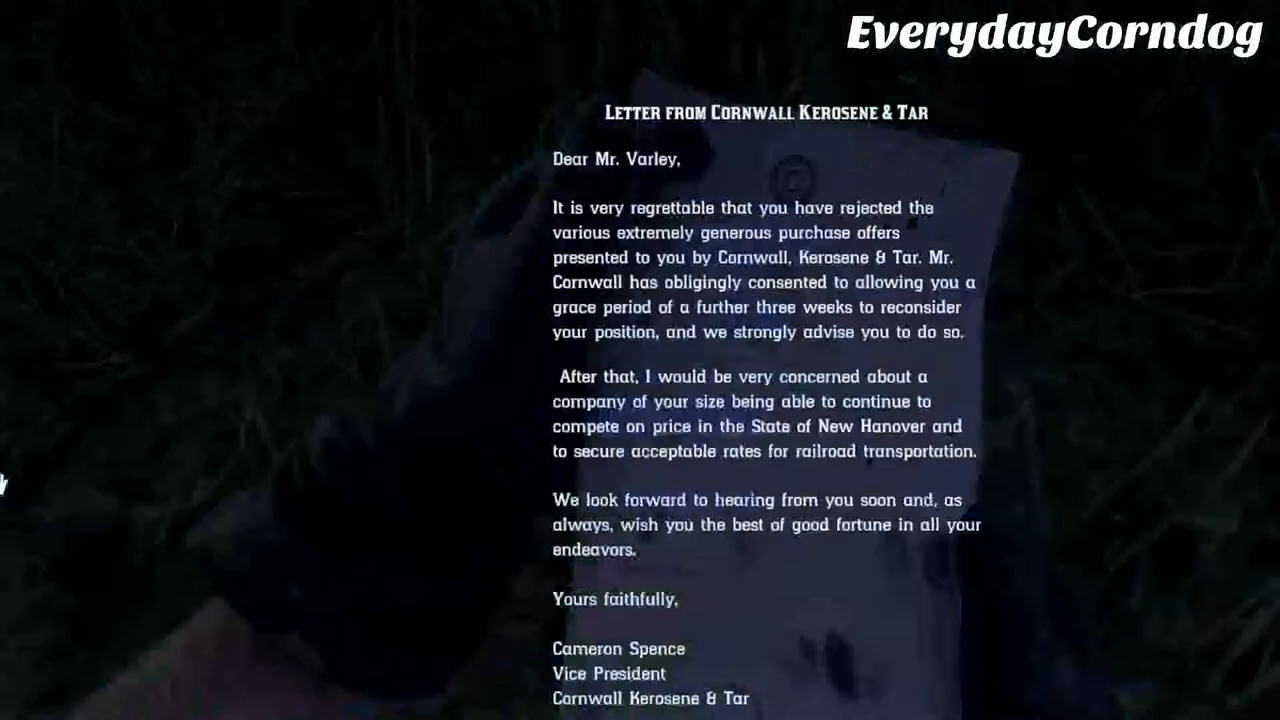 EverydayCorndog
Letter from Cornwall Kerosene & Tar
Dear Mr. Varley,
It is very regrettable that you have rejected the
various extremely generous purchase offers
presented to you by Cornwall, Kerosene & Tar. Mr.
Cornwall has obligingly consented to allowing you a
grace period of a further three weeks to reconsider
your position, and we strongly advise you to do so.
After that, I would be very concerned about a
company of your size being able to continue to
compete on price in the State of New Hanover and
to secure acceptable rates for railroad transportation.
We look forward to hearing from you soon and, as
always, wish you the best of good fortune in all your
endeavors.
Yours faithfully,
Cameron Spence
Vice President
Cornwall Kerosene & Tar